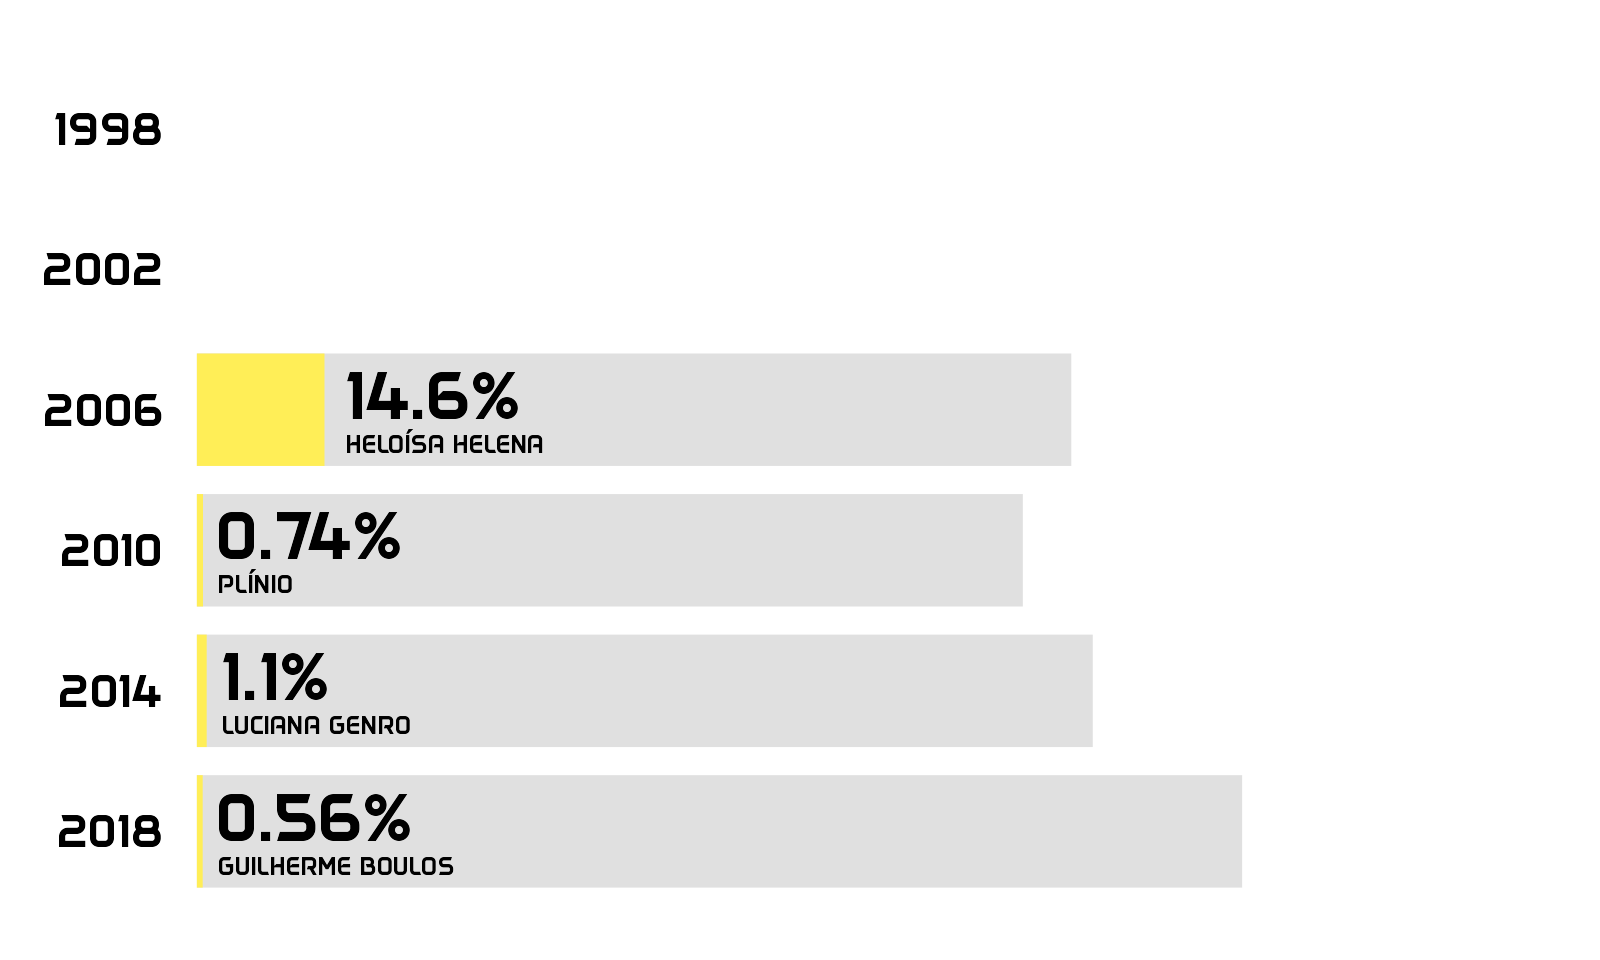 1998
2002
2006
14.6%
HELOÍSA HELENA
2010
0.74%
PLÍNIO
2014
1.1%
LUCIANA GENRO
2018
0.56%
GUILHERME BOULOS